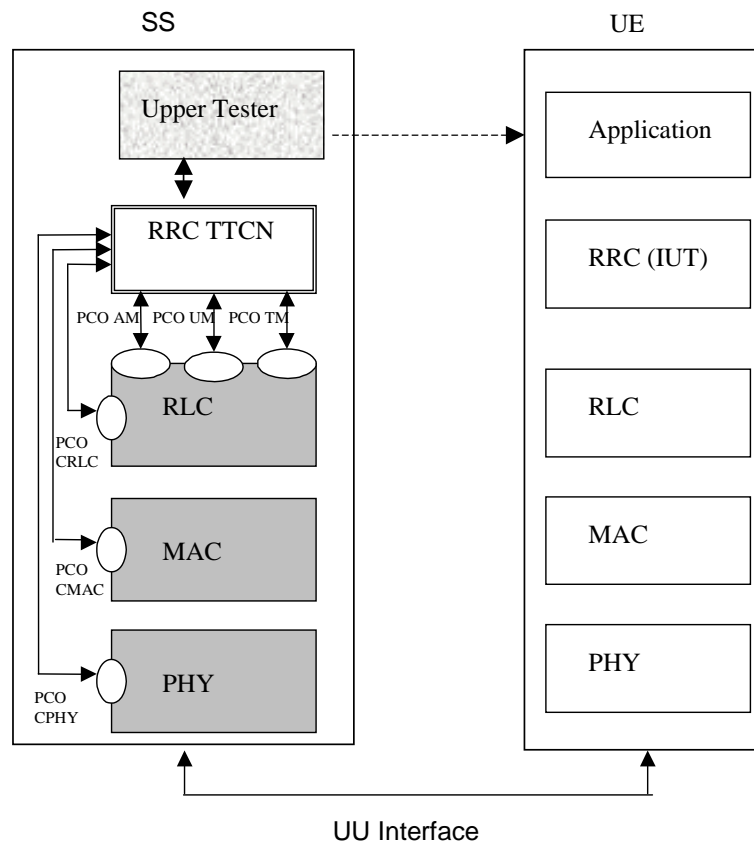 SS
UE
Upper Tester
Application
RRC TTCN
RRC (IUT)
PCO AM
PCO UM
PCO TM
RLC
RLC
PCO
CRLC
MAC
MAC
PCO
CMAC
PHY
PHY
PCO
CPHY
UU Interface